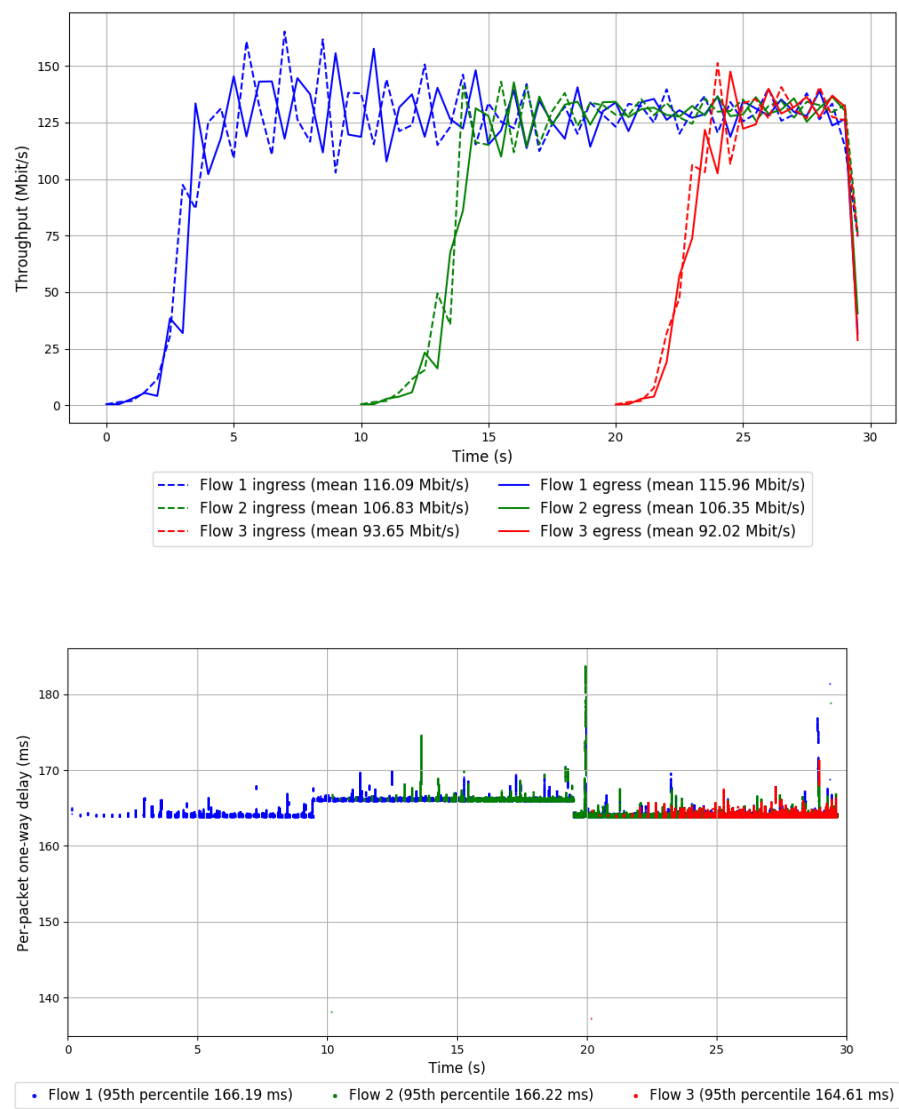 150
125
100
75
50
25
0
Throughput (Mbit/s)
0 5 10 15 20 25 30
Time (s)
Flow 1 ingress (mean 116.09 Mbit/s) Flow 1 egress (mean 115.96 Mbit/s)
Flow 2 ingress (mean 106.83 Mbit/s) Flow 2 egress (mean 106.35 Mbit/s)
Flow 3 ingress (mean 93.65 Mbit/s) Flow 3 egress (mean 92.02 Mbit/s)
180
170
160
150
140
Per-packet one-way delay (ms)
0 5 10 15 20 25 30
Time (s)
Flow 1 (95th percentile 166.19 ms) Flow 2 (95th percentile 166.22 ms) Flow 3 (95th percentile 164.61 ms)